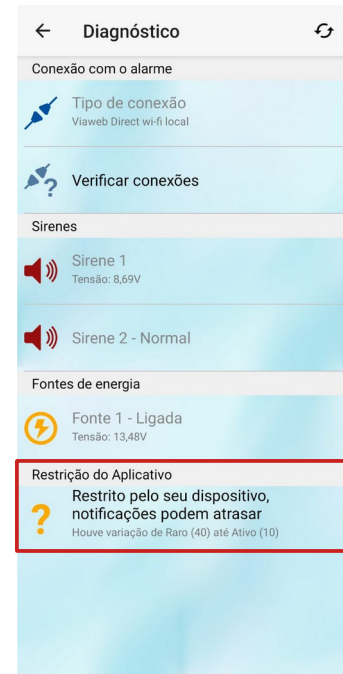 Diagnóstico
Conexão com o alarme
Tipo de conexão
Viaweb Direct wi-fi local
Verificar conexões
Sirenes
Sirene 1
Tensão: 8,69V
Sirene 2 - Normal
Fontes de energia
Fonte 1 - Ligada
Tensão: 13,48V
Restrição do Aplicativo
Restrito pelo seu dispositivo,
notificações podem atrasar
Houve variação de Raro (40) até Ativo (10)